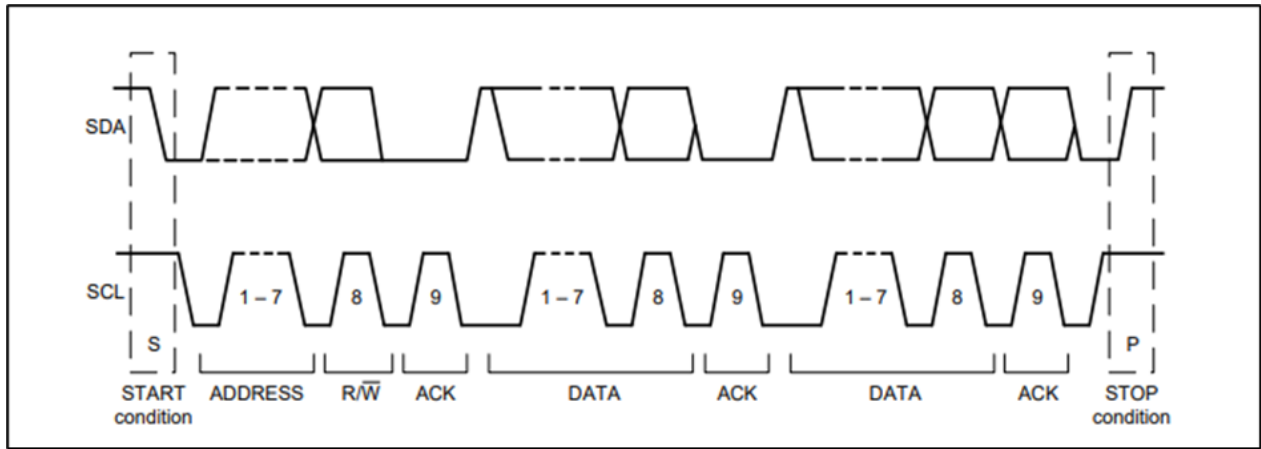 SDA
SCL
1 – 7
8
9
1 – 7
8
9
1 – 7
8
9
S
P
START condition
ADDRESS
R/W̅
ACK
DATA
ACK
DATA
ACK
STOP condition